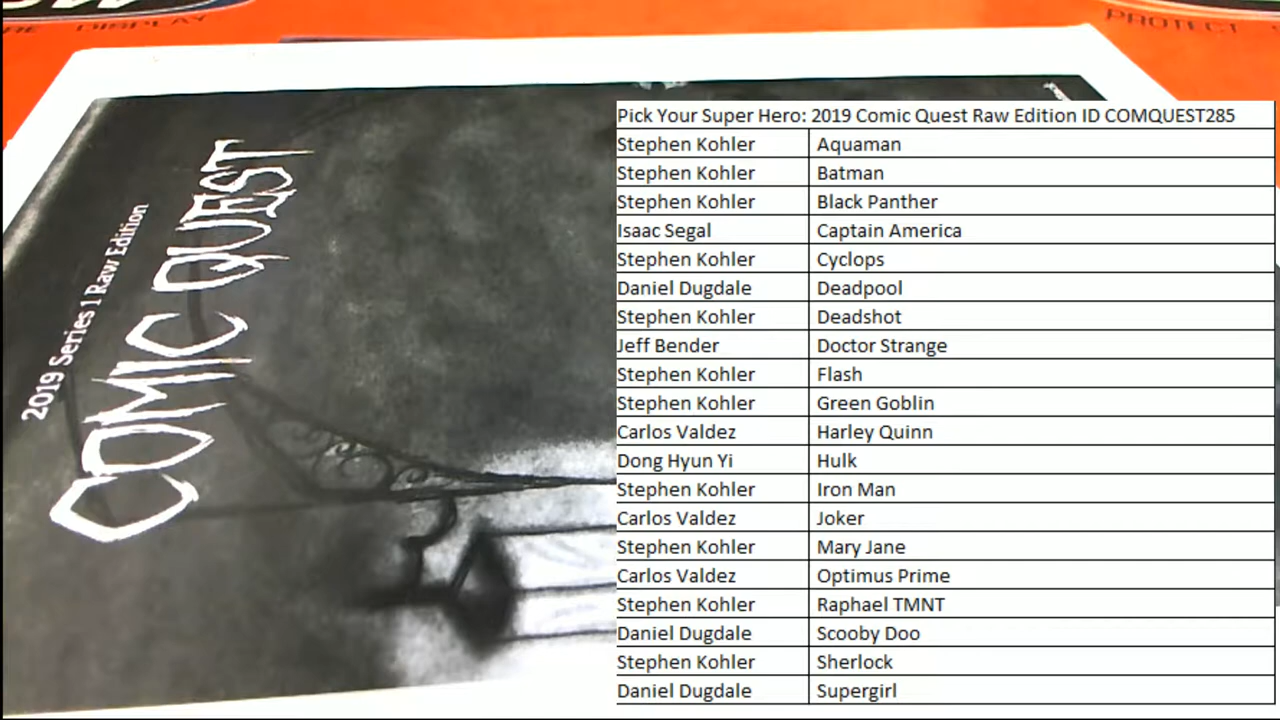 DISPLAY
PROTECT
2019 Series 1 Raw Edition
COMIC QUEST
Pick Your Super Hero: 2019 Comic Quest Raw Edition ID COMQUEST285
Stephen Kohler Aquaman
Stephen Kohler Batman
Stephen Kohler Black Panther
Isaac Segal Captain America
Stephen Kohler Cyclops
Daniel Dugdale Deadpool
Stephen Kohler Deadshot
Jeff Bender Doctor Strange
Stephen Kohler Flash
Stephen Kohler Green Goblin
Carlos Valdez Harley Quinn
Dong Hyun Yi Hulk
Stephen Kohler Iron Man
Carlos Valdez Joker
Stephen Kohler Mary Jane
Carlos Valdez Optimus Prime
Stephen Kohler Raphael TMNT
Daniel Dugdale Scooby Doo
Stephen Kohler Sherlock
Daniel Dugdale Supergirl